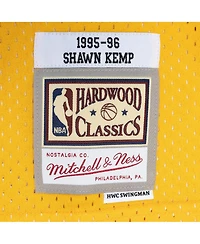 1995-96
SHAWN KEMP
NBA
HARDWOOD
CLASSICS
NOSTALGIA CO.
Mitchell & Ness
PHILADELPHIA, PA.
HWC SWINGMAN